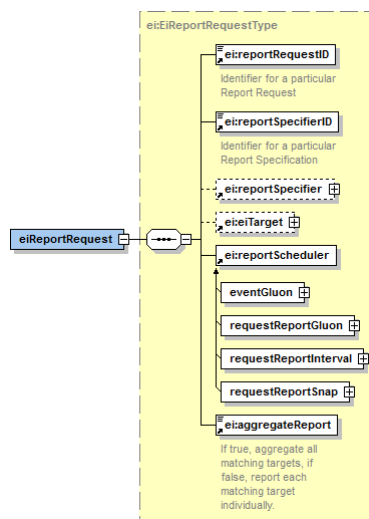 ei:EiReportRequestType
ei:reportRequestID
Identifier for a particular
Report Request
ei:reportSpecifierID
Identifier for a particular
Report Specification
ei:reportSpecifier
ei:eiTarget
eiReportRequest
ei:reportScheduler
eventGluon
requestReportGluon
requestReportInterval
requestReportSnap
ei:aggregateReport
If true, aggregate all
matching targets, if
false, report each
matching target
individually.